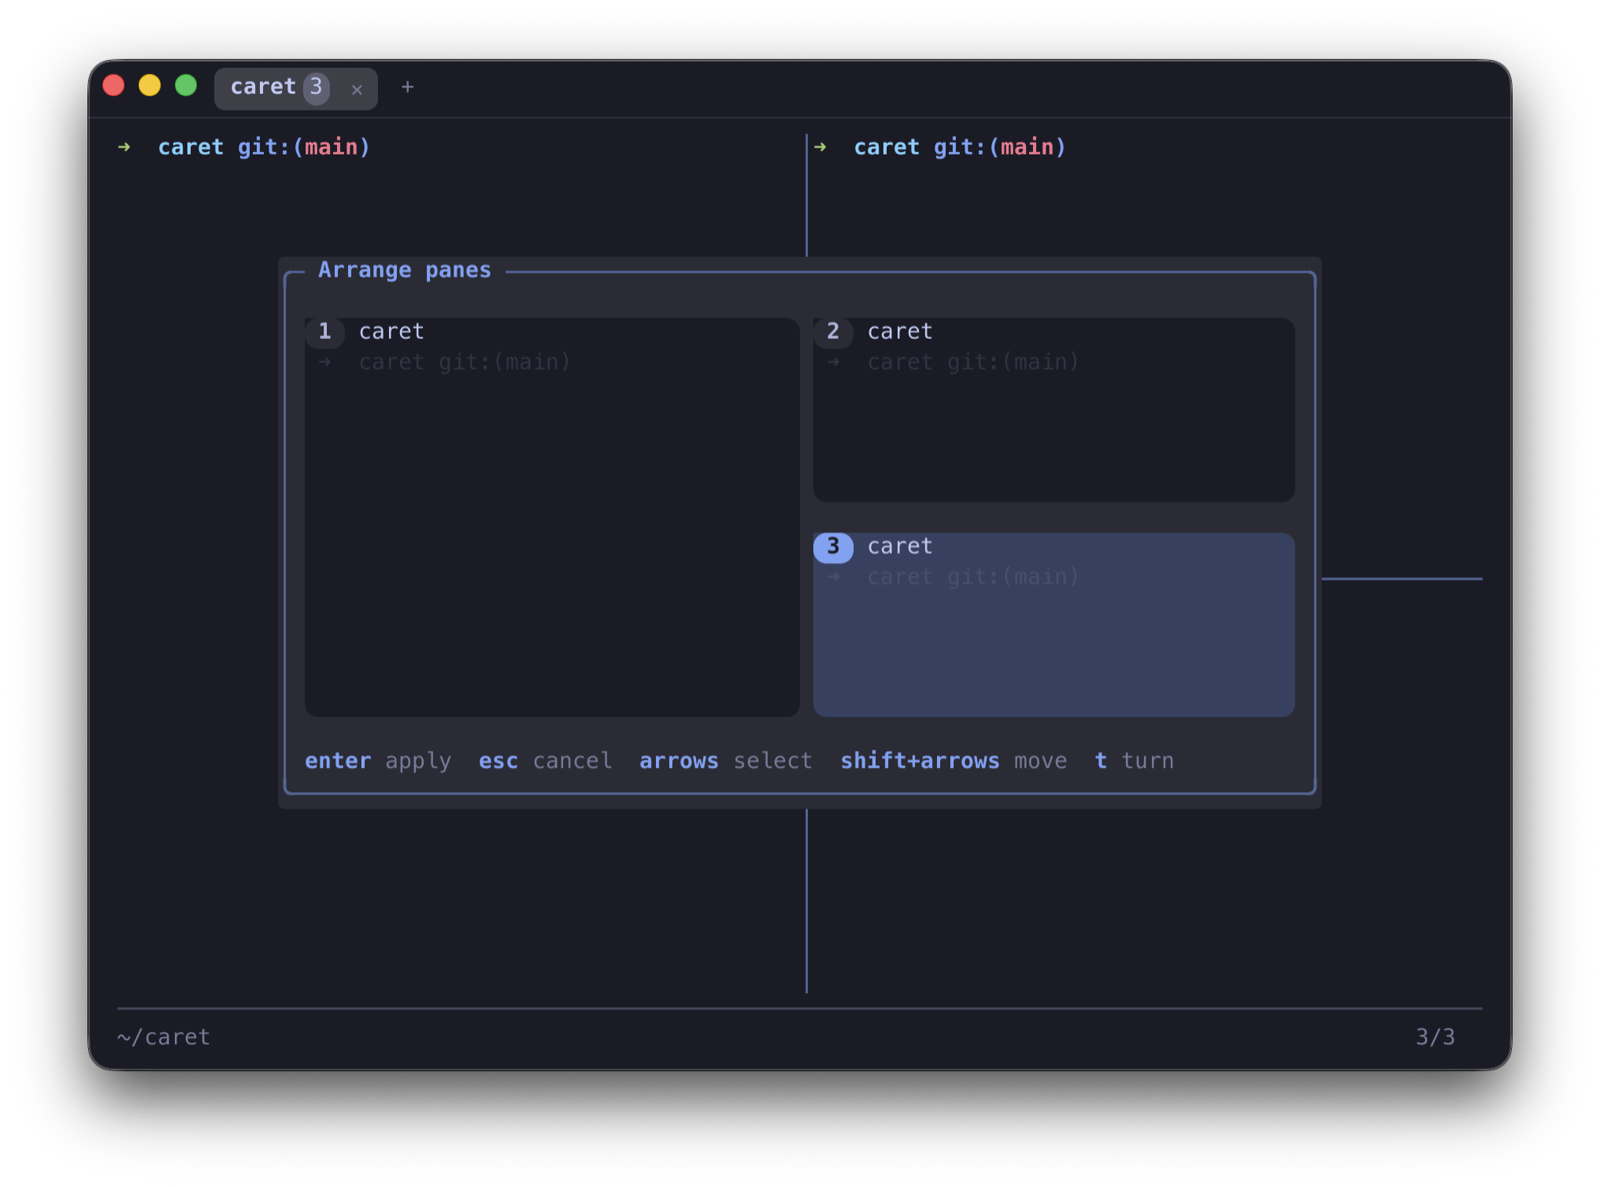 caret 3 × +
➜ caret git:(main)
➜ caret git:(main)
Arrange panes
1 caret
➜ caret git:(main)
2 caret
➜ caret git:(main)
3 caret
➜ caret git:(main)
enter apply esc cancel arrows select shift+arrows move t turn
~/caret
3/3